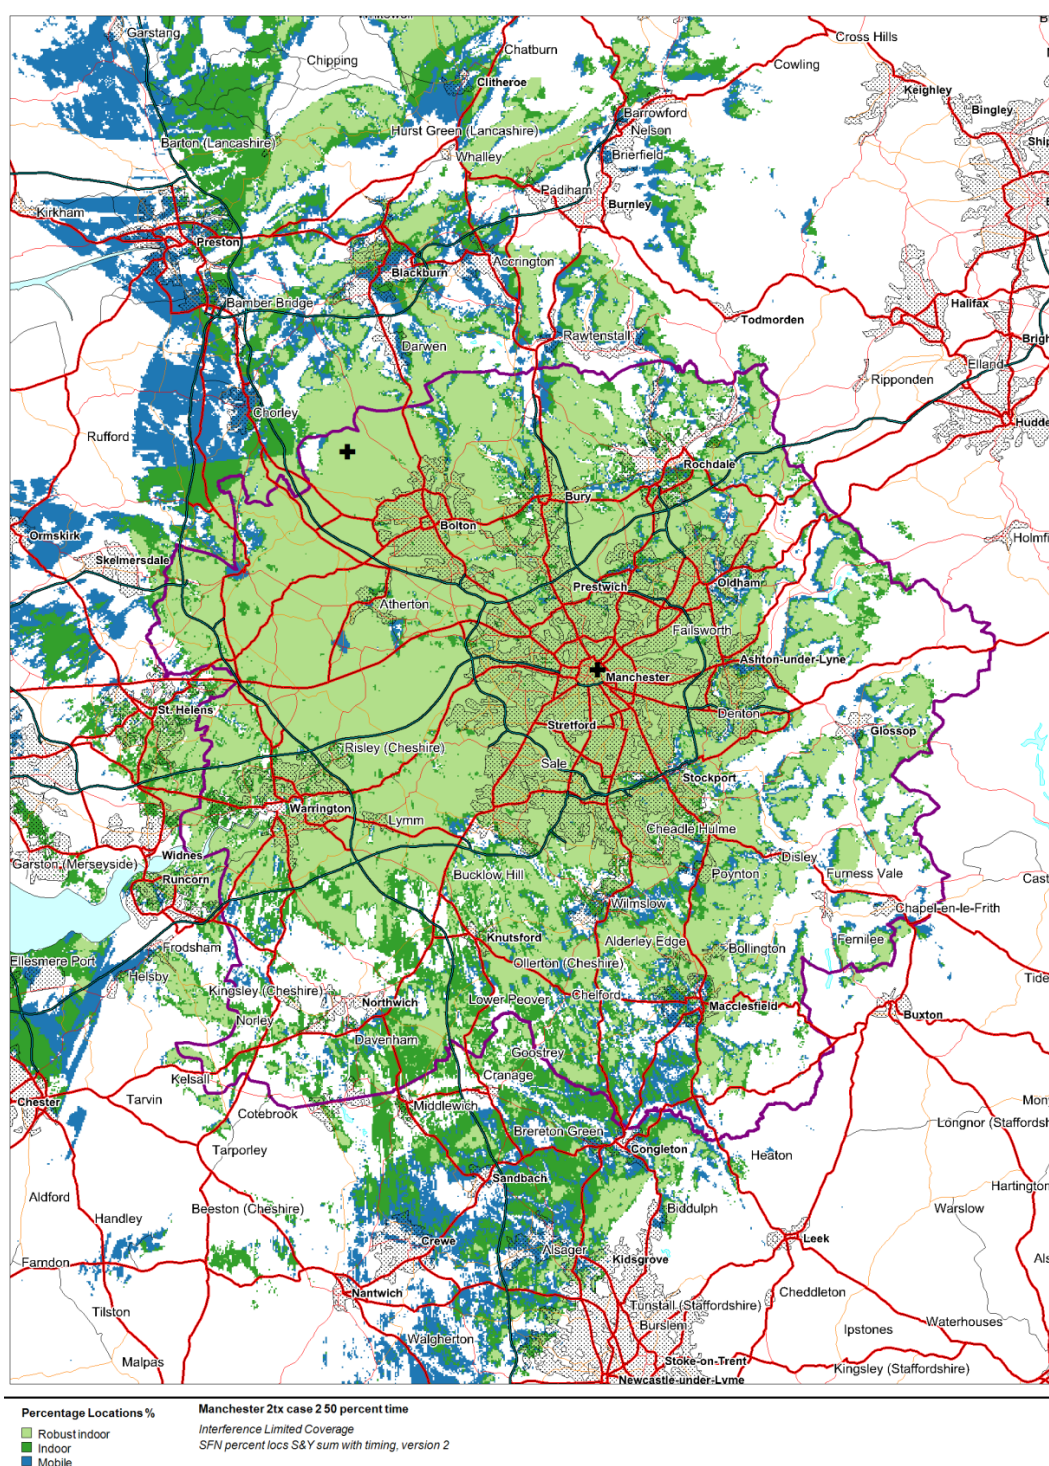 Garstang
Chatburn
Cross Hills
Chipping
Cowling
Clitheroe
Keighley
Barrowford
Bingley
Nelson
Hurst Green (Lancashire)
Barton (Lancashire)
Whalley
Brierfield
Padiham
Burnley
Kirkham
Preston
Accrington
Blackburn
Bamber Bridge
Halifax
Todmorden
Rawtenstall
Darwen
Elland
Ripponden
Chorley
Rufford
Rochdale
Bury
Bolton
Ormskirk
Skelmersdale
Prestwich
Oldham
Atherton
Failsworth
Ashton-under-Lyne
Manchester
St. Helens
Denton
Stretford
Glossop
Risley (Cheshire)
Sale
Stockport
Warrington
Lymm
Cheadle Hulme
Widnes
Disley
Garston (Merseyside)
Runcorn
Bucklow Hill
Poynton
Furness Vale
Wilmslow
Chapel-en-le-Frith
Knutsford
Alderley Edge
Fernilee
Frodsham
Bollington
Ellesmere Port
Ollerton (Cheshire)
Helsby
Kingsley (Cheshire)
Chelford
Northwich
Lower Peover
Macclesfield
Buxton
Norley
Davenham
Goostrey
Cranage
Kelsall
Chester
Tarvin
Middlewich
Cotebrook
Brereton Green
Congleton
Tarporley
Heaton
Sandbach
Aldford
Beeston (Cheshire)
Biddulph
Warslow
Handley
Crewe
Leek
Alsager
Kidsgrove
Farndon
Nantwich
Cheddleton
Tilston
Tunstall (Staffordshire)
Burslem
Waterhouses
Ipstones
Walgherton
Malpas
Stoke-on-Trent
Kingsley (Staffordshire)
Newcastle-under-Lyme
Percentage Locations %
Robust indoor
Indoor
Mobile
Manchester 2tx case 2 50 percent time
Interference Limited Coverage
SFN percent locs S&Y sum with timing, version 2